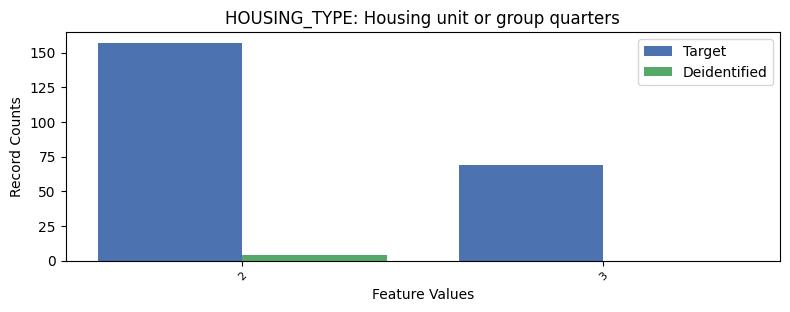 HOUSING_TYPE: Housing unit or group quarters
Target
Deidentified
Record Counts
150
125
100
75
50
25
0
2
3
Feature Values